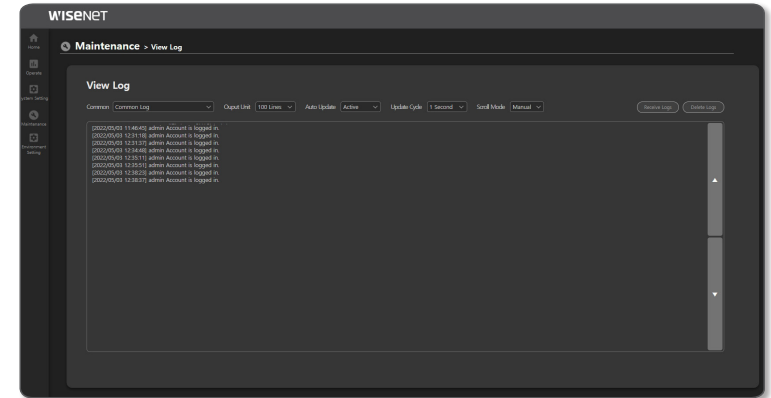 WISENET
Home
Maintenance > View Log
Operate
View Log
System Setting
Common Common Log Ouput Unit 100 Lines Auto Update Active Update Cycle 1 Second Scroll Mode Manual Receive Logs Delete Logs
Maintenance
[2022/05/03 11:46:45] admin Account is logged in.
[2022/05/03 12:31:18] admin Account is logged in.
[2022/05/03 12:31:37] admin Account is logged in.
[2022/05/03 12:34:48] admin Account is logged in.
[2022/05/03 12:35:11] admin Account is logged in.
[2022/05/03 12:35:51] admin Account is logged in.
[2022/05/03 12:38:23] admin Account is logged in.
[2022/05/03 12:38:37] admin Account is logged in.
Environment
Setting